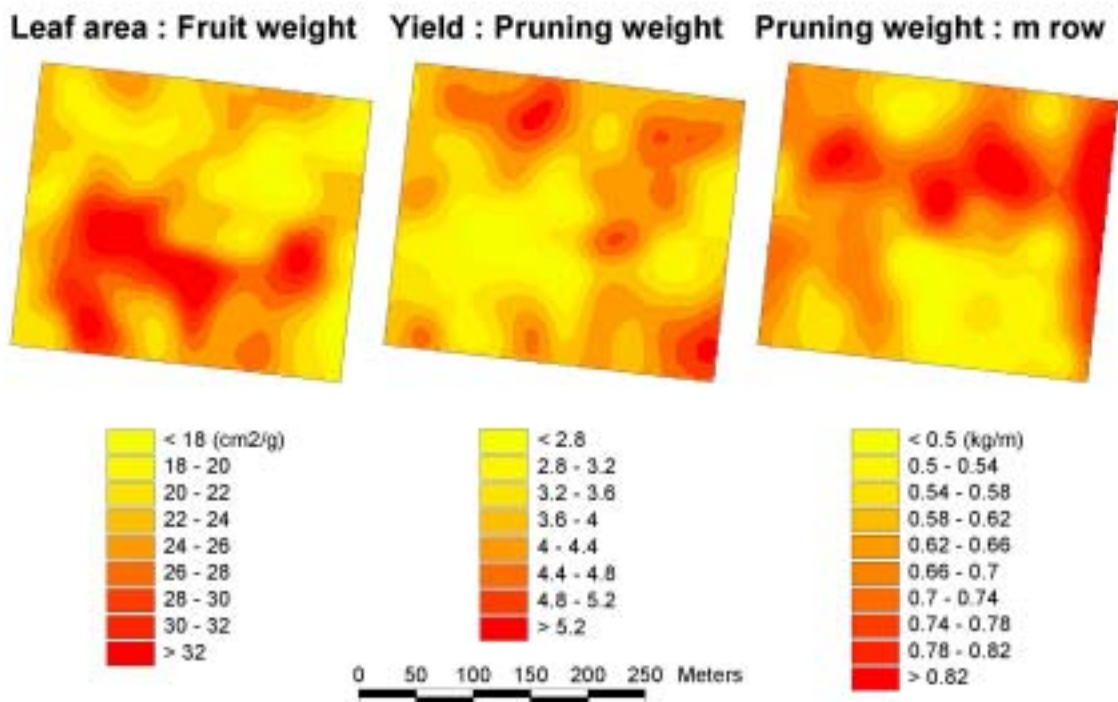 Leaf area : Fruit weight
Yield : Pruning weight
Pruning weight : m row
< 18 (cm2/g)
18 - 20
20 - 22
22 - 24
24 - 26
26 - 28
28 - 30
30 - 32
> 32
< 2.8
2.8 - 3.2
3.2 - 3.6
3.6 - 4
4 - 4.4
4.4 - 4.8
4.8 - 5.2
> 5.2
< 0.5 (kg/m)
0.5 - 0.54
0.54 - 0.58
0.58 - 0.62
0.62 - 0.66
0.66 - 0.7
0.7 - 0.74
0.74 - 0.78
0.78 - 0.82
> 0.82
0 50 100 150 200 250 Meters